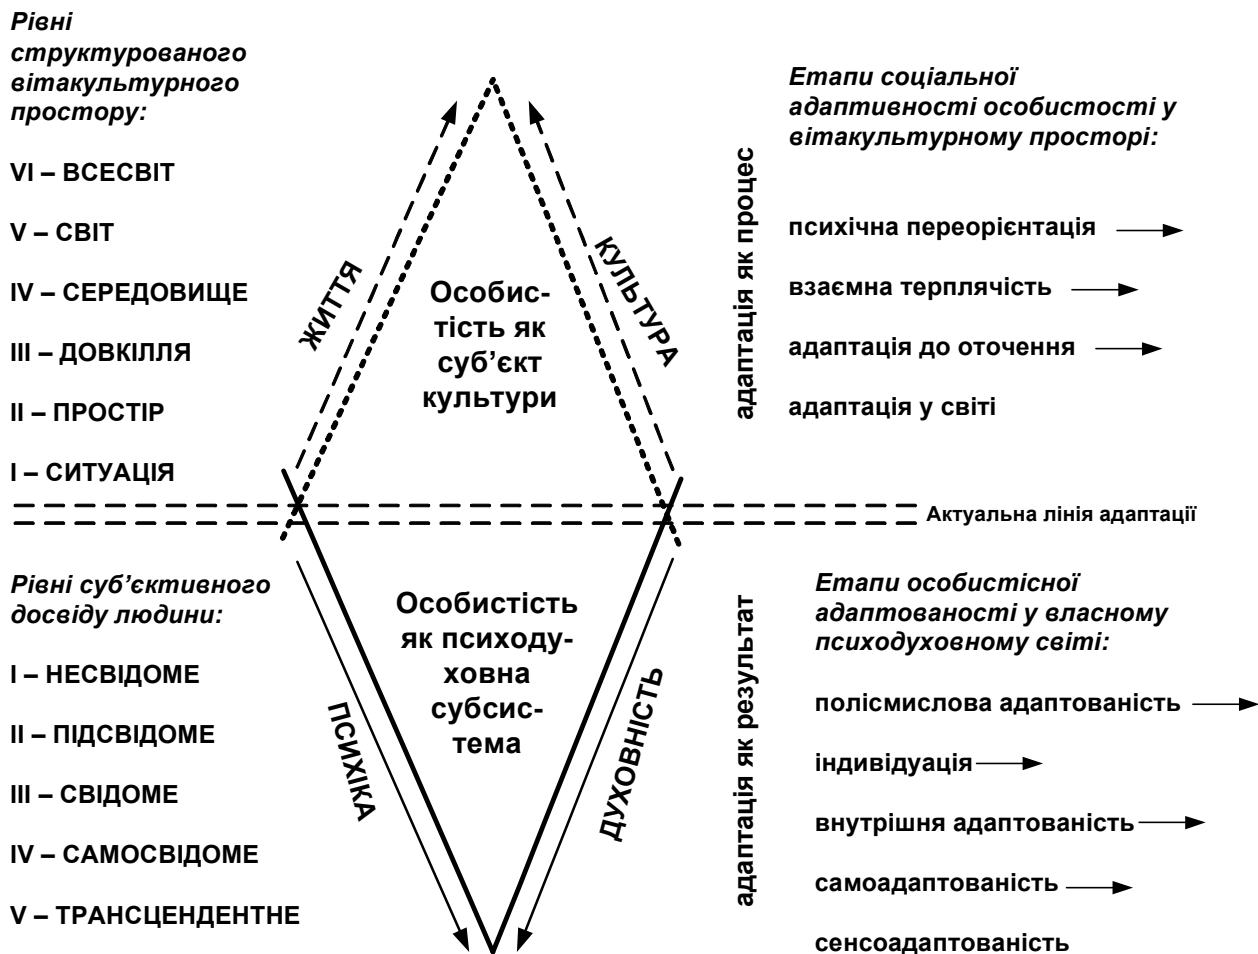 Рівні
структурованого
вітакультурного
простору:
VI – ВСЕСВІТ
V – СВІТ
IV – СЕРЕДОВИЩЕ
III – ДОВКІЛЛЯ
II – ПРОСТІР
I – СИТУАЦІЯ
ЖИТТЯ
КУЛЬТУРА
Особис-
тість як
суб’єкт
культури
адаптація як процес
Етапи соціальної
адаптивності особистості у
вітакультурному просторі:
психічна переорієнтація
взаємна терплячість
адаптація до оточення
адаптація у світі
Актуальна лінія адаптації
Рівні суб’єктивного
досвіду людини:
I – НЕСВІДОМЕ
II – ПІДСВІДОМЕ
III – СВІДОМЕ
IV – САМОСВІДОМЕ
V – ТРАНСЦЕНДЕНТНЕ
ПСИХІКА
Особистість
як психоду-
ховна
субсис-
тема
ДУХОВНІСТЬ
адаптація як результат
Етапи особистісної
адаптованості у власному
психодуховному світі:
полісмислова адаптованість
індивідуація
внутрішня адаптованість
самоадаптованість
сенсоадаптованість